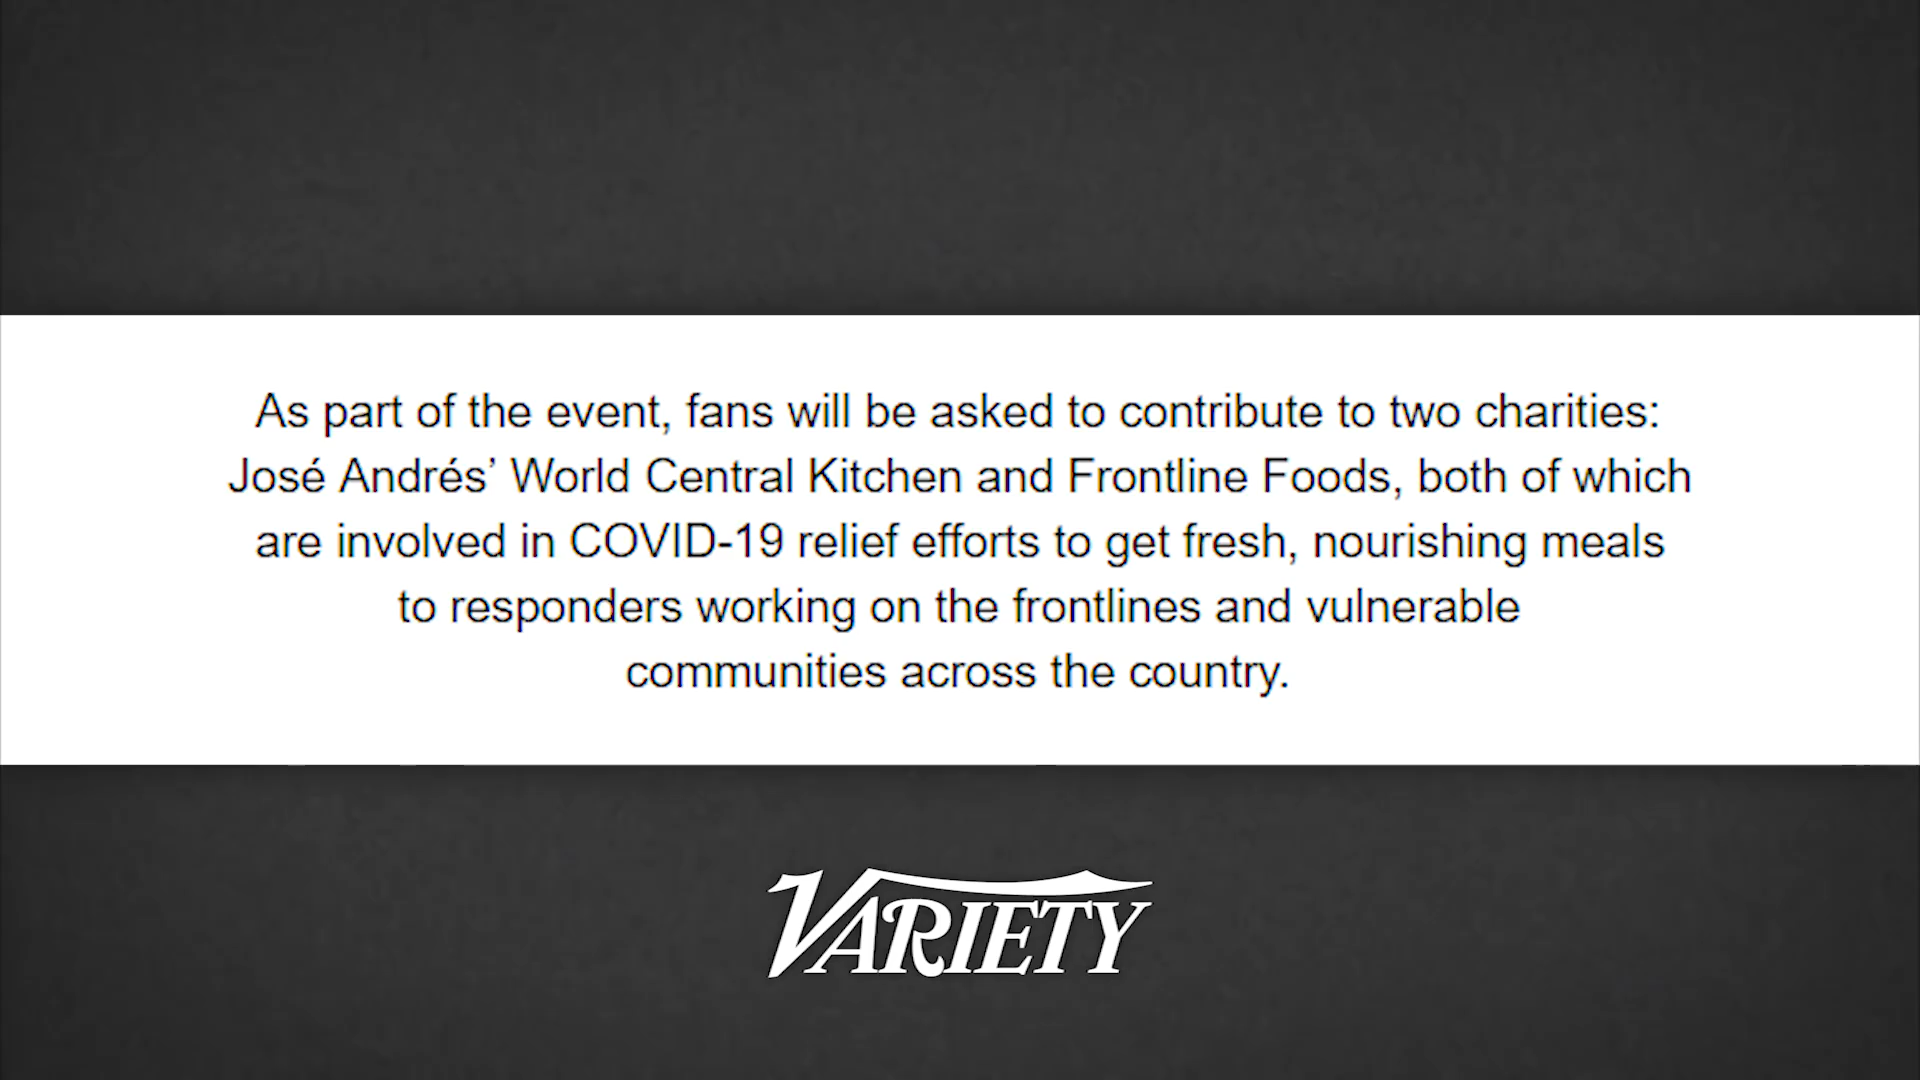 As part of the event, fans will be asked to contribute to two charities:
José Andrés’ World Central Kitchen and Frontline Foods, both of which
are involved in COVID-19 relief efforts to get fresh, nourishing meals
to responders working on the frontlines and vulnerable
communities across the country.
VARIETY